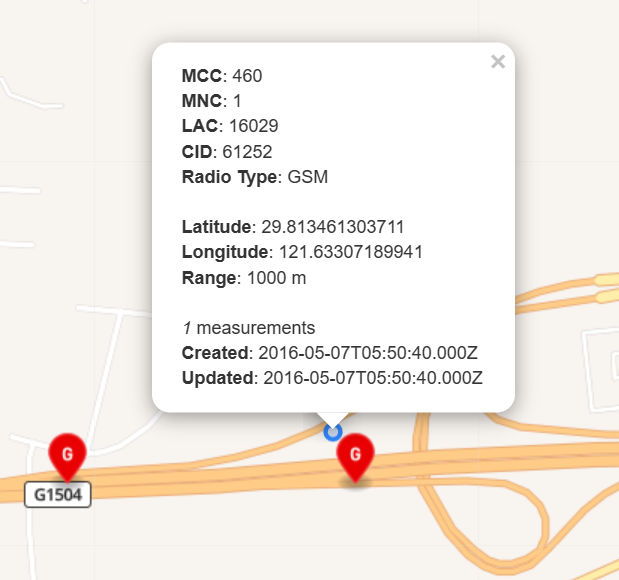 ×
MCC: 460
MNC: 1
LAC: 16029
CID: 61252
Radio Type: GSM
Latitude: 29.813461303711
Longitude: 121.63307189941
Range: 1000 m
1 measurements
Created: 2016-05-07T05:50:40.000Z
Updated: 2016-05-07T05:50:40.000Z
G
G
G1504